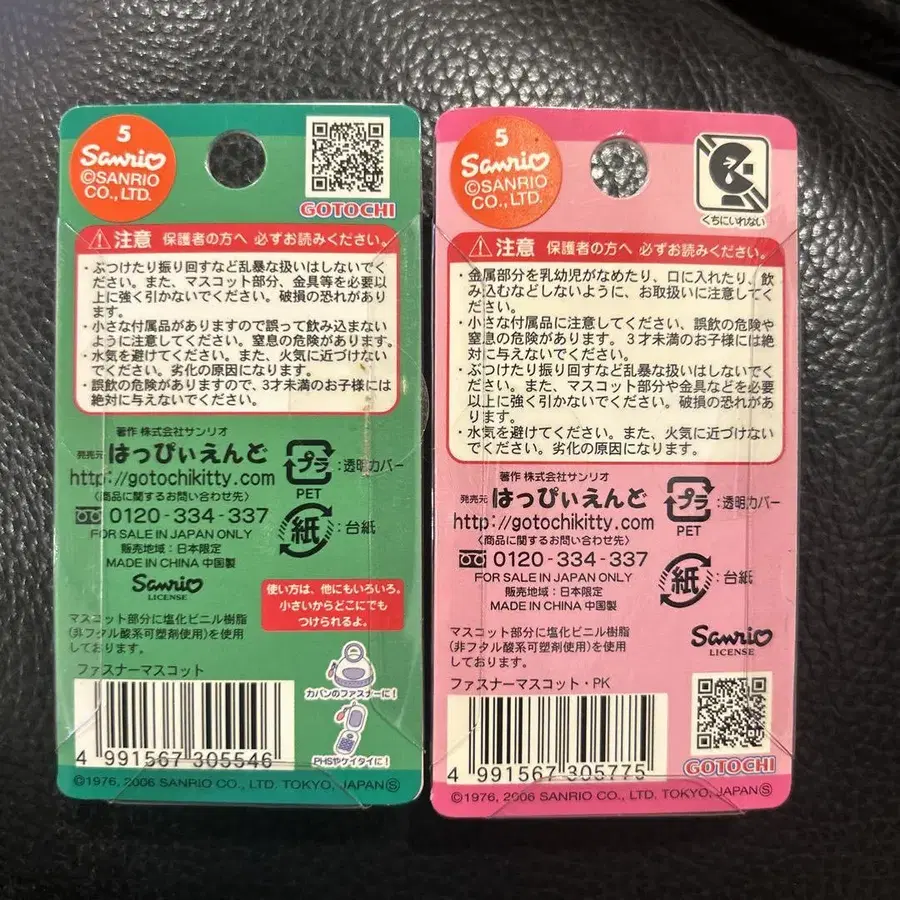 5
Sanrio
©SANRIO
CO.,LTD.
GOTOCHI
注意 保護者の方へ 必ずお読みください。
・ぶつけたり振り回すなど乱暴な扱いはしないでく
ださい。また、マスコット部分、金具等を必要以
上に強く引かないでください。破損の恐れがあり
ます。
・小さな付属品がありますので誤って飲み込まない
ように注意してください。窒息の危険があります。
・水気を避けてください。また、火気に近づけない
でください。劣化の原因になります。
・誤飲の危険がありますので、3才未満のお子様には
絶対に与えないでください。
著作 株式会社サンリオ
発売元 はっぴぃえんど
http://gotochikitty.com
〈商品に関するお問い合わせ先〉
0120-334-337
FOR SALE IN JAPAN ONLY
販売地域：日本限定
MADE IN CHINA 中国製
プラ：透明カバー
PET
紙：台紙
Sanrio
LICENSE
使い方は、他にもいろいろ。
小さいからどこにでも
つけられるよ。
マスコット部分に塩化ビニル樹脂
(非フタル酸系可塑剤使用)を使用
しております。
ファスナーマスコット
カバンのファスナーに！
PHSやケイタイに！
4 991567 305546
©1976, 2006 SANRIO CO., LTD. TOKYO, JAPAN Ⓢ
5
Sanrio
©SANRIO
CO.,LTD.
くちにいれない
注意 保護者の方へ 必ずお読みください。
・金属部分を乳幼児がなめたり、口に入れたり、飲
み込むなどしないように、お取扱いに注意してく
ださい。
・小さな付属品に注意してください、誤飲の危険や
窒息の危険があります。３才未満のお子様には絶
対に与えないでください。
・ぶつけたり振り回すなど乱暴な扱いはしないでく
ださい。また、マスコット部分や金具などを必要
以上に強く引かないでください。破損の恐れがあ
ります。
・水気を避けてください。また、火気に近づけない
でください。劣化の原因になります。
著作 株式会社サンリオ
発売元 はっぴぃえんど
http://gotochikitty.com
〈商品に関するお問い合わせ先〉
0120-334-337
FOR SALE IN JAPAN ONLY
販売地域：日本限定
MADE IN CHINA 中国製
プラ：透明カバー
PET
紙：台紙
マスコット部分に塩化ビニル樹脂
(非フタル酸系可塑剤使用)を使用
しております。
Sanrio
LICENSE
ファスナーマスコット・PK
4 991567 305775
GOTOCHI
©1976, 2006 SANRIO CO., LTD. TOKYO, JAPAN Ⓢ